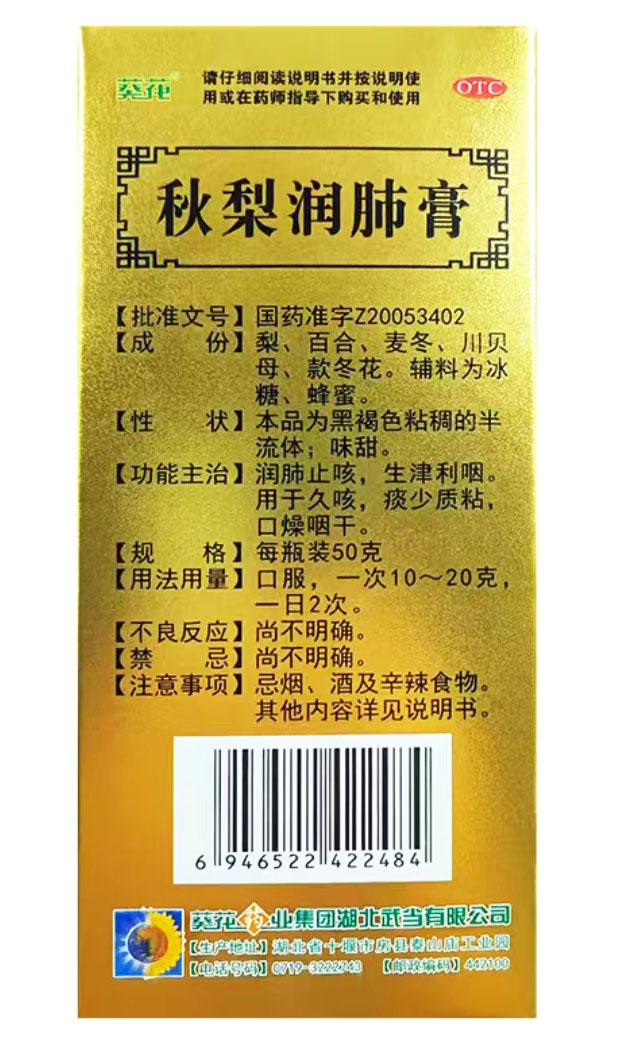 葵花
请仔细阅读说明书并按说明使
用或在药师指导下购买和使用
OTC
秋梨润肺膏
【批准文号】国药准字Z20053402
【成　　份】梨、百合、麦冬、川贝
母、款冬花。辅料为冰
糖、蜂蜜。
【性　　状】本品为黑褐色粘稠的半
流体；味甜。
【功能主治】润肺止咳，生津利咽。
用于久咳，痰少质粘，
口燥咽干。
【规　　格】每瓶装50克
【用法用量】口服，一次10～20克，
一日2次。
【不良反应】尚不明确。
【禁　　忌】尚不明确。
【注意事项】忌烟、酒及辛辣食物。
其他内容详见说明书。
6 946522 422484
葵花药业集团湖北武当有限公司
【生产地址】湖北省十堰市房县泰山庙工业园
【电话号码】0719-3222743 【邮政编码】442100